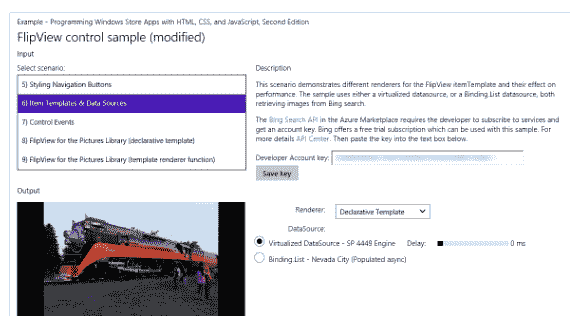 Example - Programming Windows Store Apps with HTML, CSS, and JavaScript, Second Edition
FlipView control sample (modified)
Input
Select scenario:
5) Styling Navigation Buttons
6) Item Templates & Data Sources
7) Control Events
8) FlipView for the Pictures Library (declarative template)
9) FlipView for the Pictures Library (template renderer function)
Description
This scenario demonstrates different renderers for the FlipView itemTemplate and their effect on
performance. The sample uses either a virtualized datasource, or a Binding.List datasource, both
retrieving images from Bing search.
The Bing Search API in the Azure Marketplace requires the developer to subscribe to services and
get an account key. Bing offers a free trial subscription which can be used with this sample. For
more details API Center. Then paste the key into the text box below.
Developer Account key:
Save key
Output
Renderer: Declarative Template
DataSource:
Virtualized DataSource - SP 4449 Engine Delay: 0 ms
Binding.List - Nevada City (Populated async)